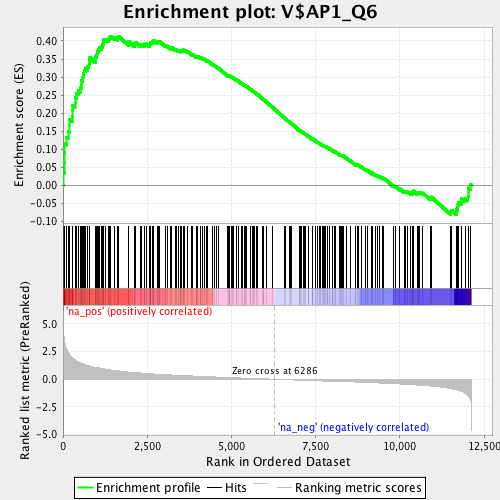 Enrichment plot: V$AP1_Q6
Enrichment score (ES)
0.40
0.35
0.30
0.25
0.20
0.15
0.10
0.05
0.00
-0.05
-0.10
'na_pos' (positively correlated)
Ranked list metric (PreRanked)
5.0
2.5
0.0
-2.5
-5.0
Zero cross at 6286
'na_neg' (negatively correlated)
0 2,500 5,000 7,500 10,000 12,500
Rank in Ordered Dataset
Enrichment profile Hits Ranking metric scores